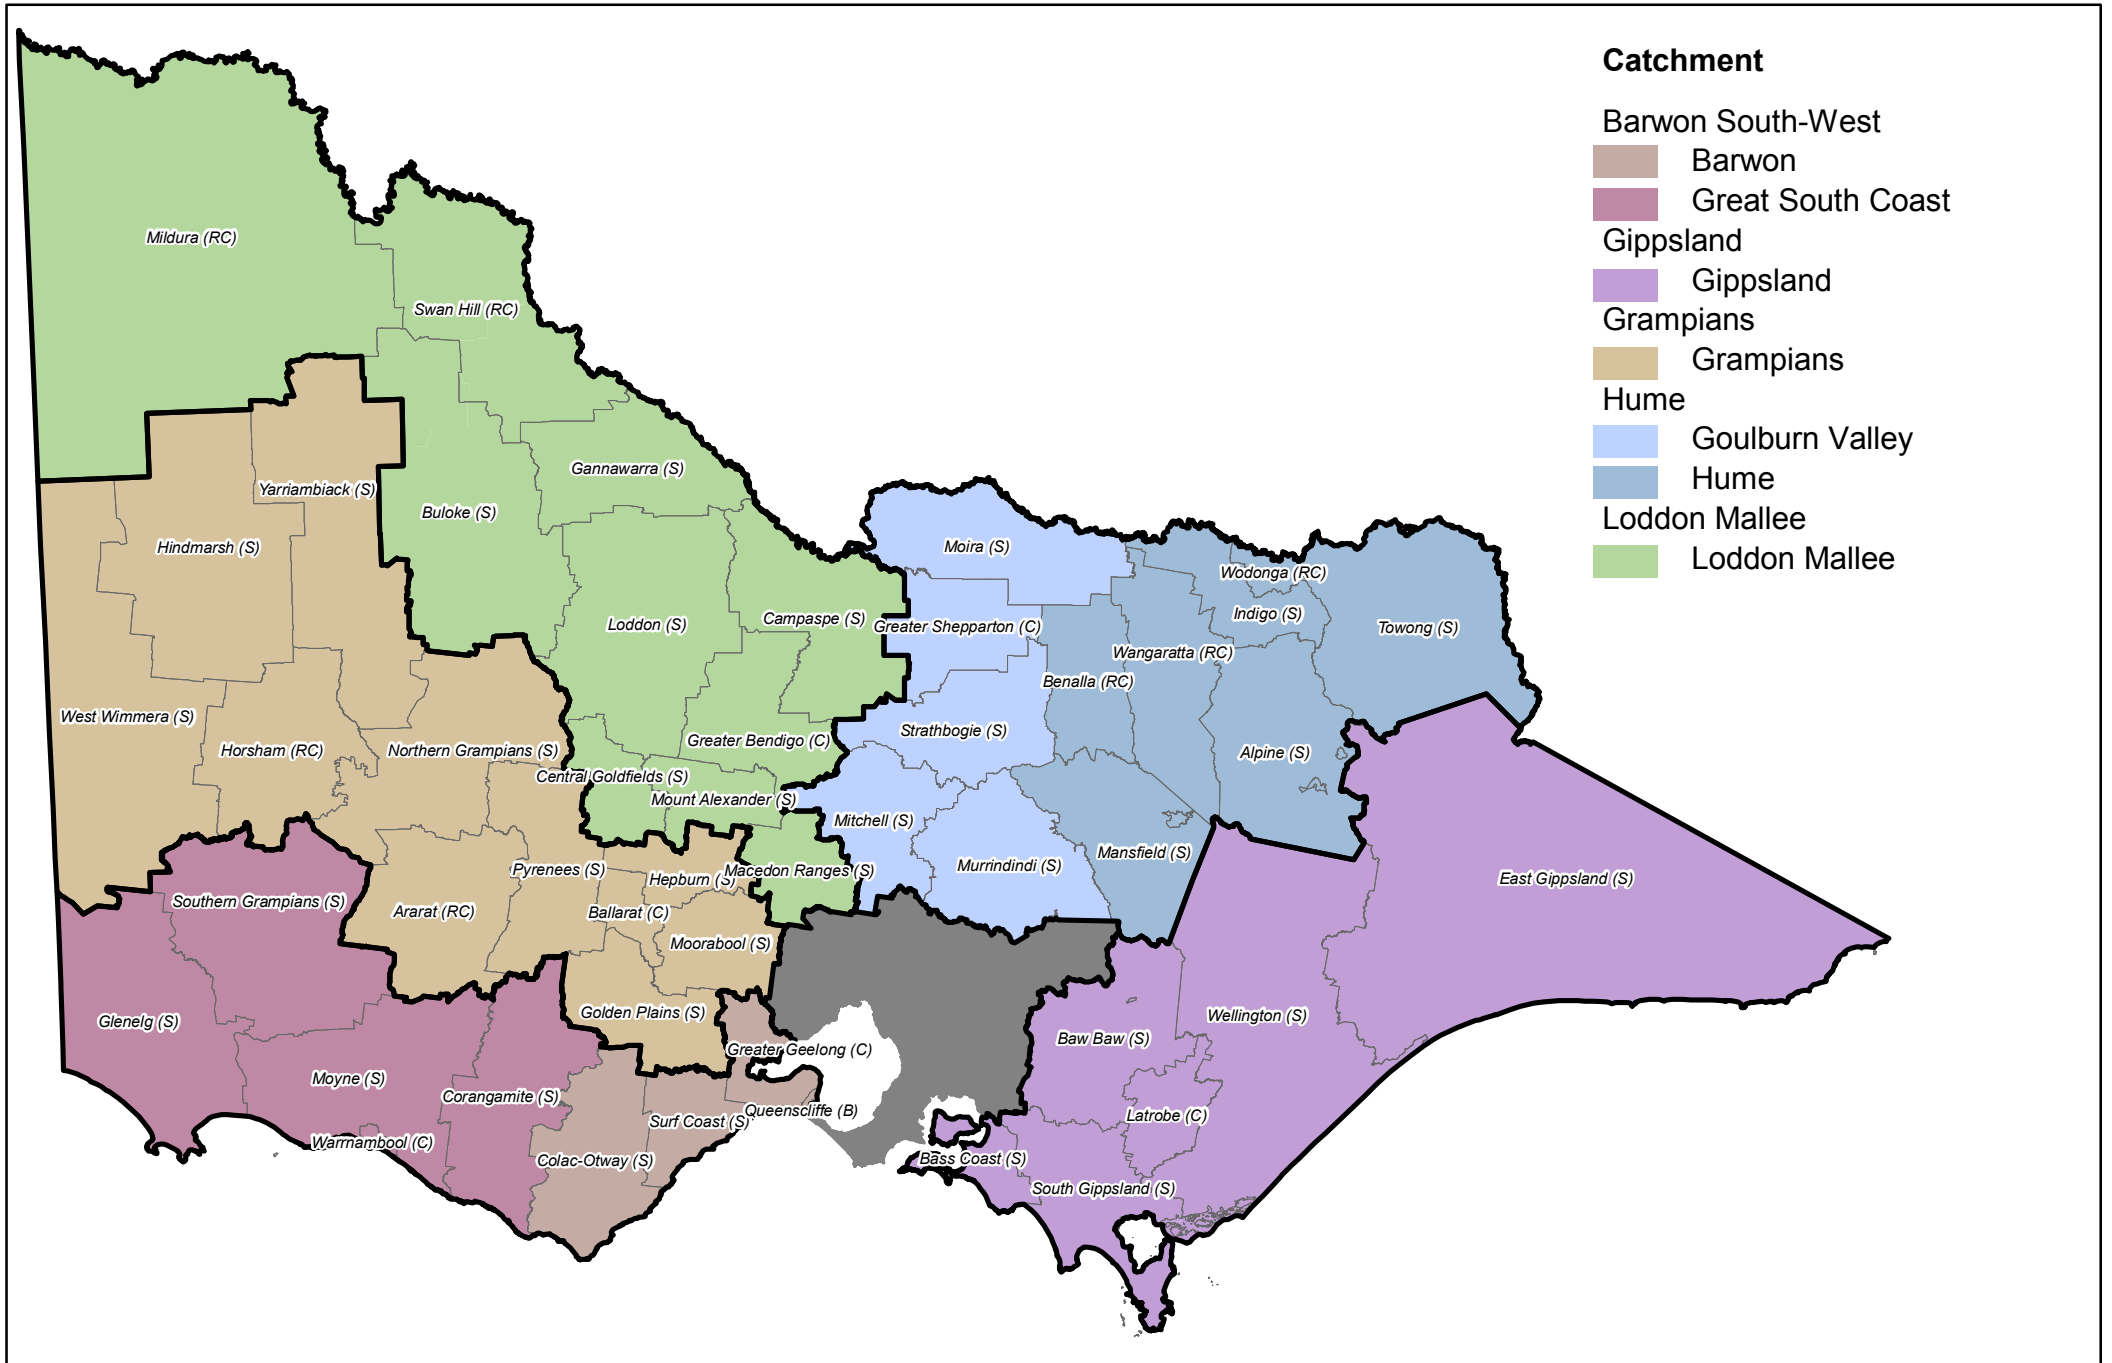 Catchment
Barwon South-West
Barwon
Great South Coast
Gippsland
Gippsland
Grampians
Grampians
Hume
Goulburn Valley
Hume
Loddon Mallee
Loddon Mallee
Mildura (RC)
Swan Hill (RC)
Gannawarra (S)
Yarriambiack (S)
Buloke (S)
Hindmarsh (S)
Moira (S)
Wodonga (RC)
Indigo (S)
Loddon (S)
Campaspe (S)
Greater Shepparton (C)
Towong (S)
Wangaratta (RC)
Benalla (RC)
West Wimmera (S)
Horsham (RC)
Northern Grampians (S)
Greater Bendigo (C)
Strathbogie (S)
Alpine (S)
Central Goldfields (S)
Mount Alexander (S)
Mitchell (S)
Mansfield (S)
Murrindindi (S)
Pyrenees (S)
Hepburn (S)
Macedon Ranges (S)
East Gippsland (S)
Southern Grampians (S)
Ararat (RC)
Ballarat (C)
Moorabool (S)
Glenelg (S)
Golden Plains (S)
Wellington (S)
Baw Baw (S)
Greater Geelong (C)
Moyne (S)
Corangamite (S)
Queenscliffe (B)
Surf Coast (S)
Latrobe (C)
Warrnambool (C)
Colac-Otway (S)
Bass Coast (S)
South Gippsland (S)